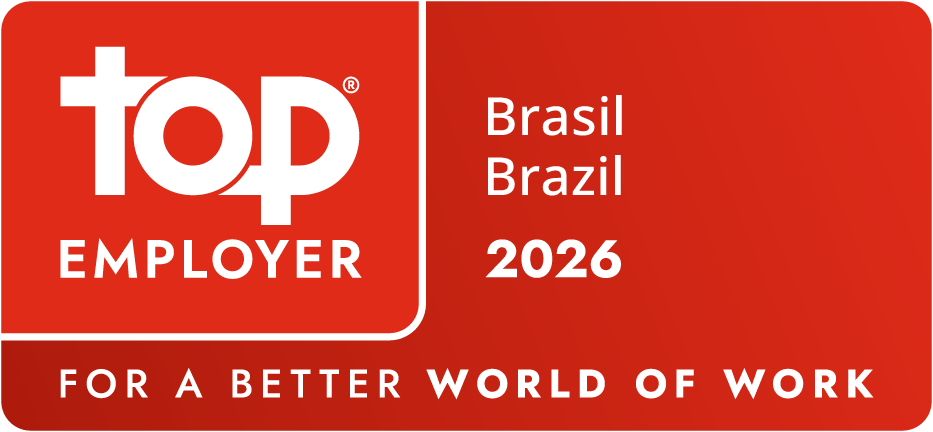 top®
EMPLOYER
Brasil
Brazil
2026
FOR A BETTER WORLD OF WORK